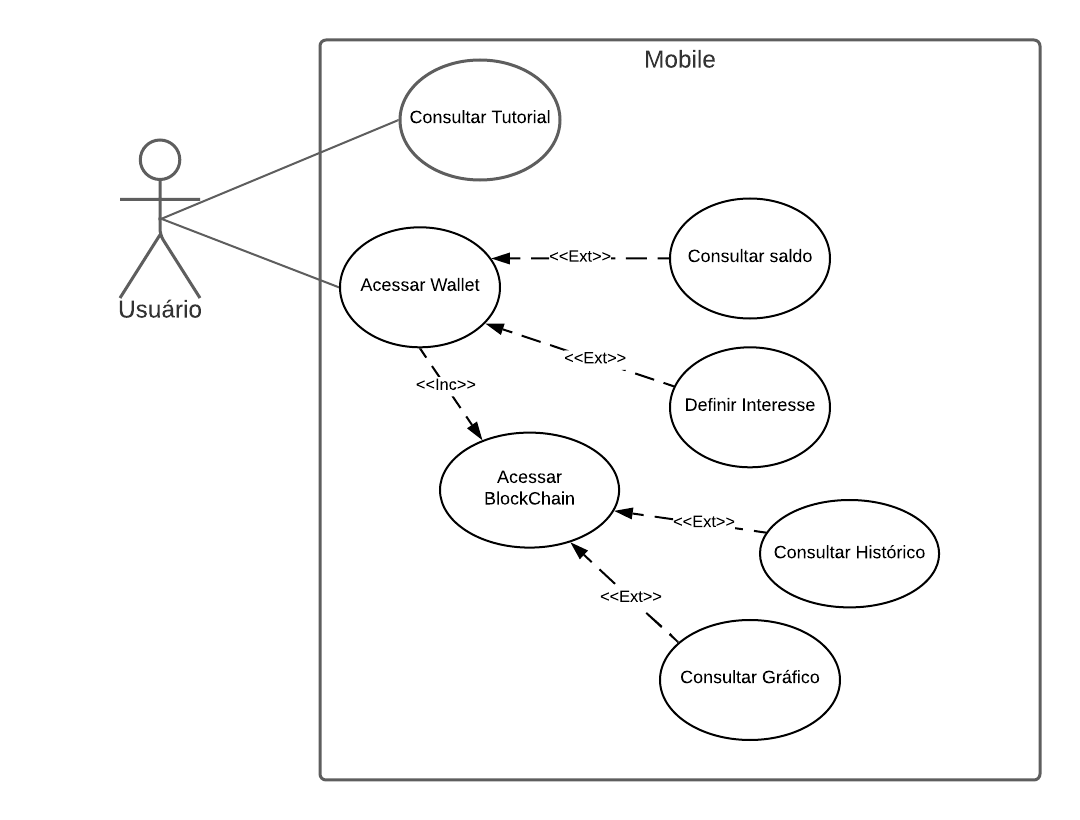 Mobile
Consultar Tutorial
Usuário
Acessar Wallet
<<Ext>>
Consultar saldo
<<Ext>>
Definir Interesse
<<Inc>>
Acessar
BlockChain
<<Ext>>
Consultar Histórico
<<Ext>>
Consultar Gráfico